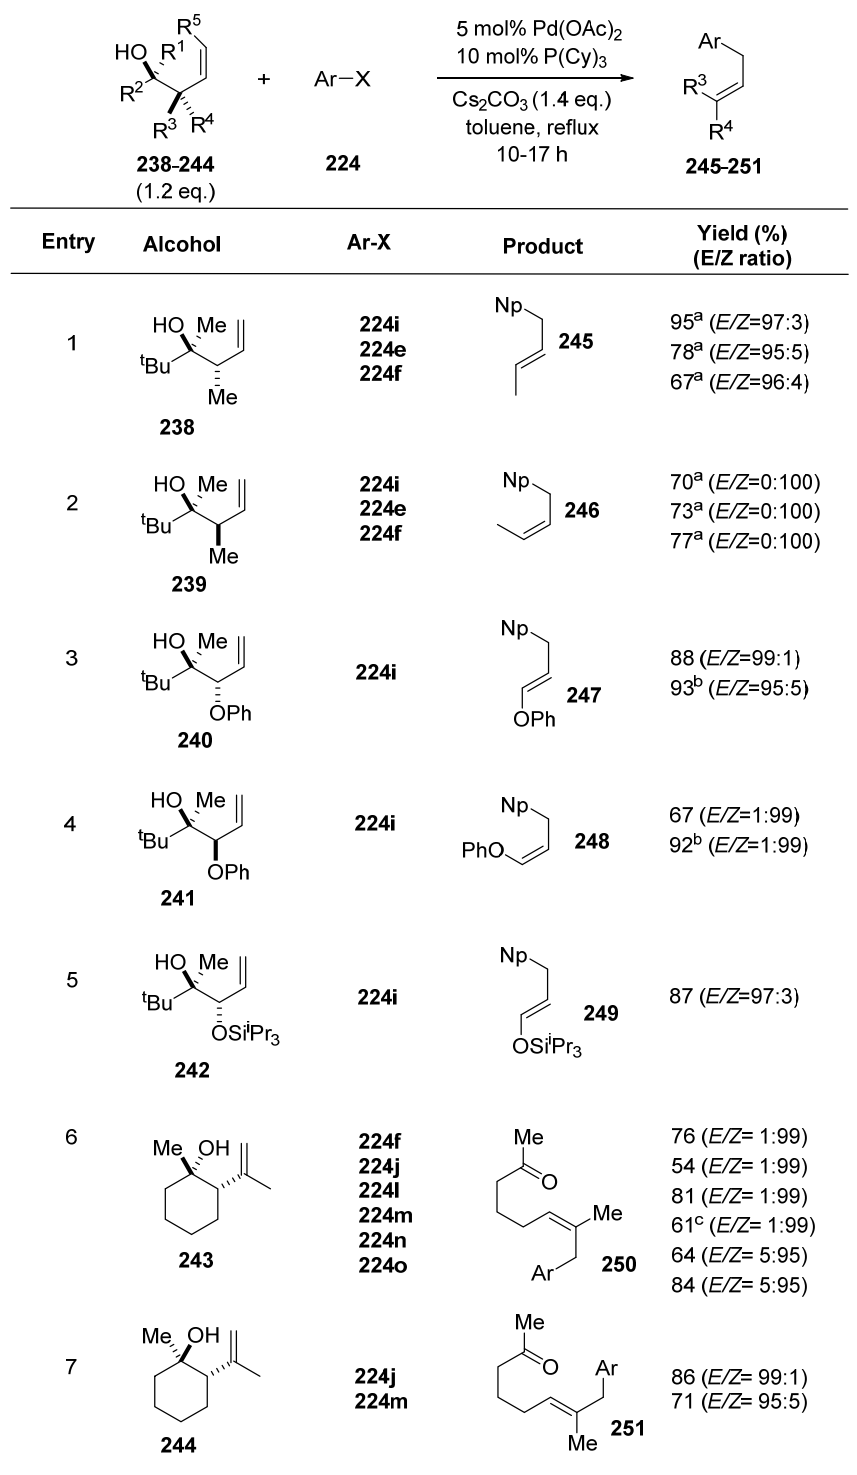 R⁵
HO R¹
R²
R³ R⁴
238-244
(1.2 eq.)
+
Ar–X
224
5 mol% Pd(OAc)₂
10 mol% P(Cy)₃
Cs₂CO₃ (1.4 eq.)
toluene, reflux
10-17 h
Ar
R³
R⁴
245-251
Entry Alcohol Ar-X Product Yield (%)
(E/Z ratio)
1
HO Me
ᵗBu
Me
238
224i
224e
224f
Np
245
95ᵃ (E/Z=97:3)
78ᵃ (E/Z=95:5)
67ᵃ (E/Z=96:4)
2
HO Me
ᵗBu
Me
239
224i
224e
224f
Np
246
70ᵃ (E/Z=0:100)
73ᵃ (E/Z=0:100)
77ᵃ (E/Z=0:100)
3
HO Me
ᵗBu
OPh
240
224i
Np
OPh
247
88 (E/Z=99:1)
93ᵇ (E/Z=95:5)
4
HO Me
ᵗBu
OPh
241
224i
Np
PhO
248
67 (E/Z=1:99)
92ᵇ (E/Z=1:99)
5
HO Me
ᵗBu
OSiⁱPr₃
242
224i
Np
OSiⁱPr₃
249
87 (E/Z=97:3)
6
Me OH
243
224f
224j
224l
224m
224n
224o
Me
O
Me
Ar
250
76 (E/Z= 1:99)
54 (E/Z= 1:99)
81 (E/Z= 1:99)
61ᶜ (E/Z= 1:99)
64 (E/Z= 5:95)
84 (E/Z= 5:95)
7
Me OH
244
224j
224m
Me
O
Ar
Me
251
86 (E/Z= 99:1)
71 (E/Z= 95:5)